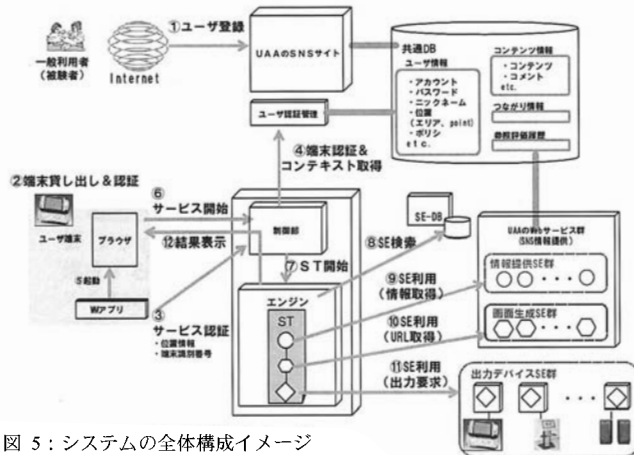 ①ユーザ登録
一般利用者
(被験者)
Internet
UAAのSNSサイト
共通DB
ユーザ情報
・アカウント
・パスワード
・ニックネーム
・位置
(エリア、point)
・ポリシ
etc.
コンテンツ情報
・コンテンツ
・コメント
etc.
つながり情報
参照評価履歴
ユーザ認証管理
④端末認証&
コンテキスト取得
②端末貸し出し&認証
ユーザ端末
ブラウザ
⑤起動
Wアプリ
⑥
サービス開始
⑫結果表示
③
サービス認証
・位置情報
・端末識別番号
制御部
⑦ST開始
エンジン
ST
SE-DB
⑧SE検索
UAAのWebサービス群
(SNS情報提供)
情報提供SE群
⑨SE利用
(情報取得)
画面生成SE群
⑩SE利用
(URL取得)
⑪SE利用
(出力要求)
出力デバイスSE群
図 5:システムの全体構成イメージ